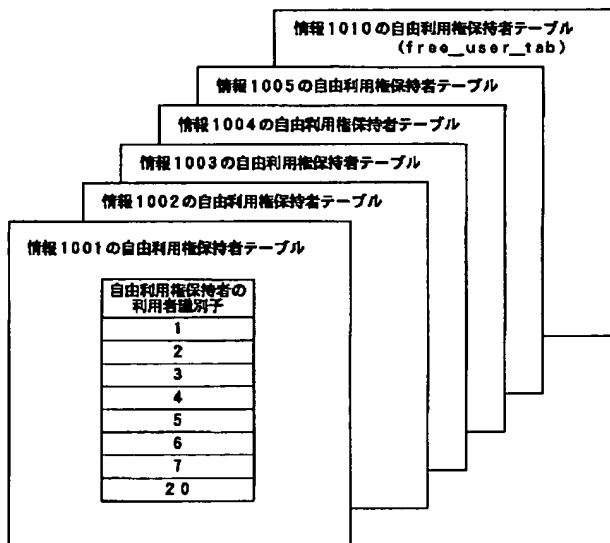 情報1010の自由利用権保持者テーブル
(free_user_tab)
情報1005の自由利用権保持者テーブル
情報1004の自由利用権保持者テーブル
情報1003の自由利用権保持者テーブル
情報1002の自由利用権保持者テーブル
情報1001の自由利用権保持者テーブル
自由利用権保持者の
利用者識別子
1
2
3
4
5
6
7
20